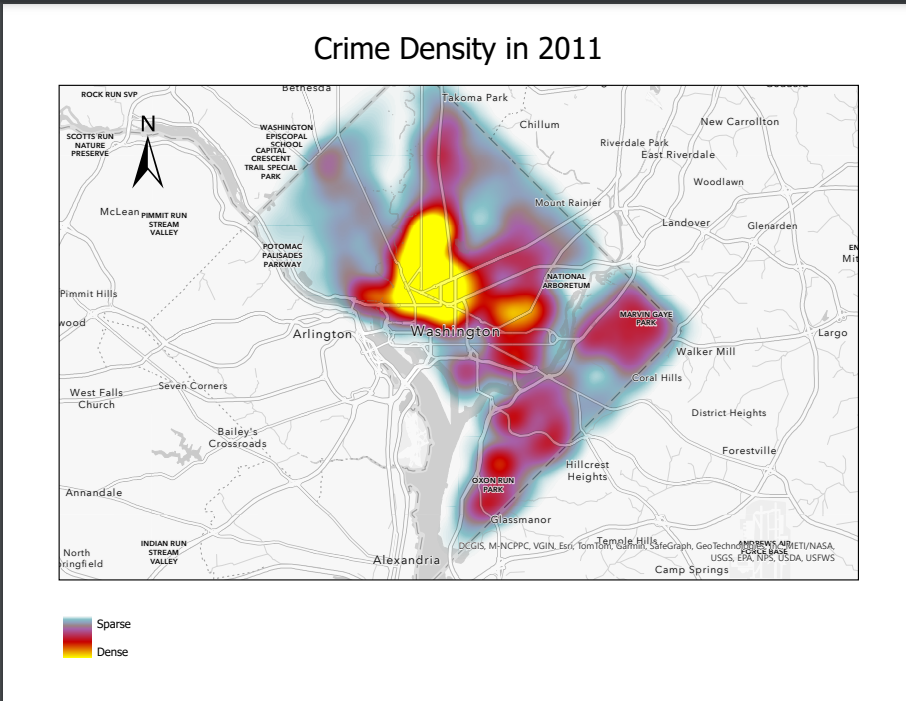 Crime Density in 2011
Bethesda
ROCK RUN SVP
Takoma Park
N
New Carrollton
Chillum
WASHINGTON
EPISCOPAL
SCHOOL
SCOTTS RUN
NATURE
PRESERVE
CAPITAL
CRESCENT
TRAIL SPECIAL
PARK
Riverdale Park
East Riverdale
Woodlawn
Mount Rainier
McLean
PIMMIT RUN
STREAM
VALLEY
Landover
Glenarden
EN
Mit
POTOMAC
PALISADES
PARKWAY
NATIONAL
ARBORETUM
Pimmit Hills
MARVIN GAYE
PARK
wood
Arlington
Washington
Largo
Walker Mill
Coral Hills
Seven Corners
West Falls
Church
District Heights
Bailey's
Crossroads
Forestville
Hillcrest
Heights
OXON RUN
PARK
Annandale
Glassmanor
Temple Hills
INDIAN RUN
STREAM
VALLEY
North
ringfield
Alexandria
ANDREWS AIR
FORCE BASE
DCGIS, M-NCPPC, VGIN, Esri, TomTom, Garmin, SafeGraph, GeoTechnologies, Inc, METI/NASA,
USGS, EPA, NPS, USDA, USFWS
Camp Springs
Sparse
Dense